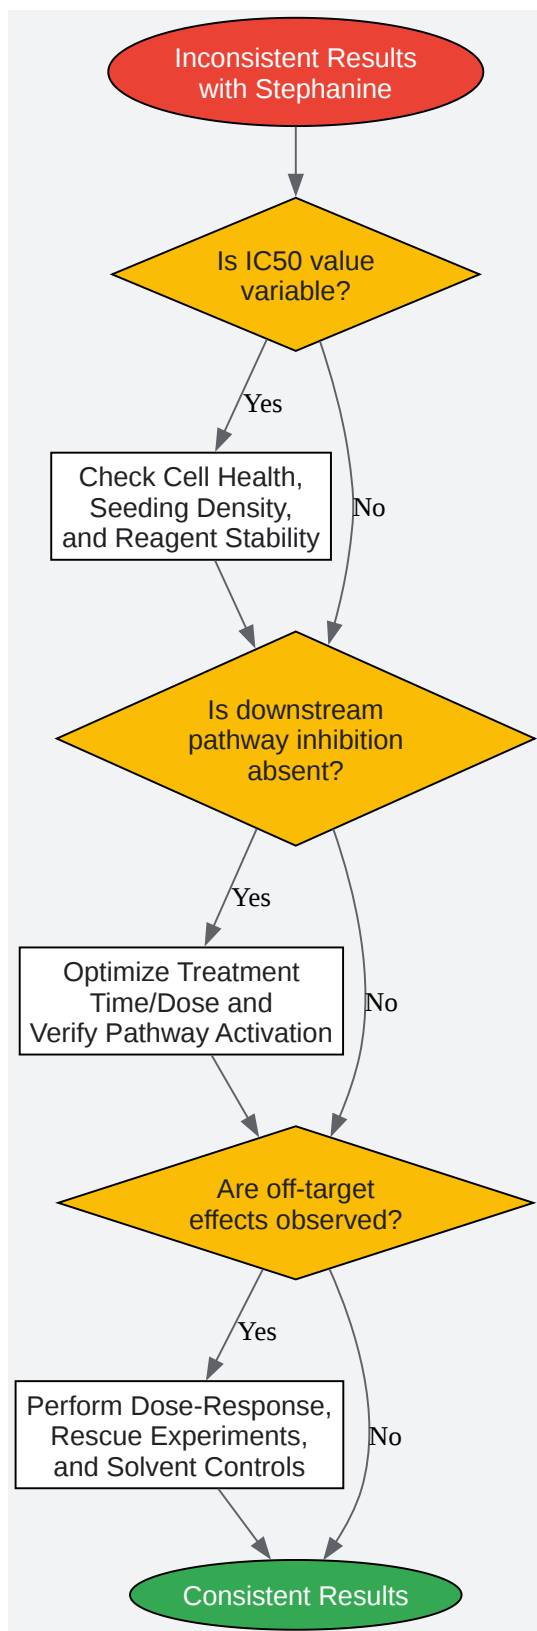 Inconsistent Results
with Stephanine
Is IC50 value
variable?
Yes
Check Cell Health,
Seeding Density,
and Reagent Stability
No
Is downstream
pathway inhibition
absent?
Yes
Optimize Treatment
Time/Dose and
Verify Pathway Activation
No
Are off-target
effects observed?
Yes
Perform Dose-Response,
Rescue Experiments,
and Solvent Controls
No
Consistent Results